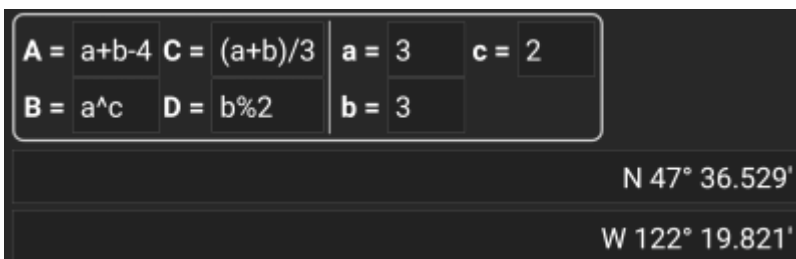 A = a+b-4 C = (a+b)/3 a = 3 c = 2
B = a^c D = b%2 b = 3
N 47° 36.529'
W 122° 19.821'